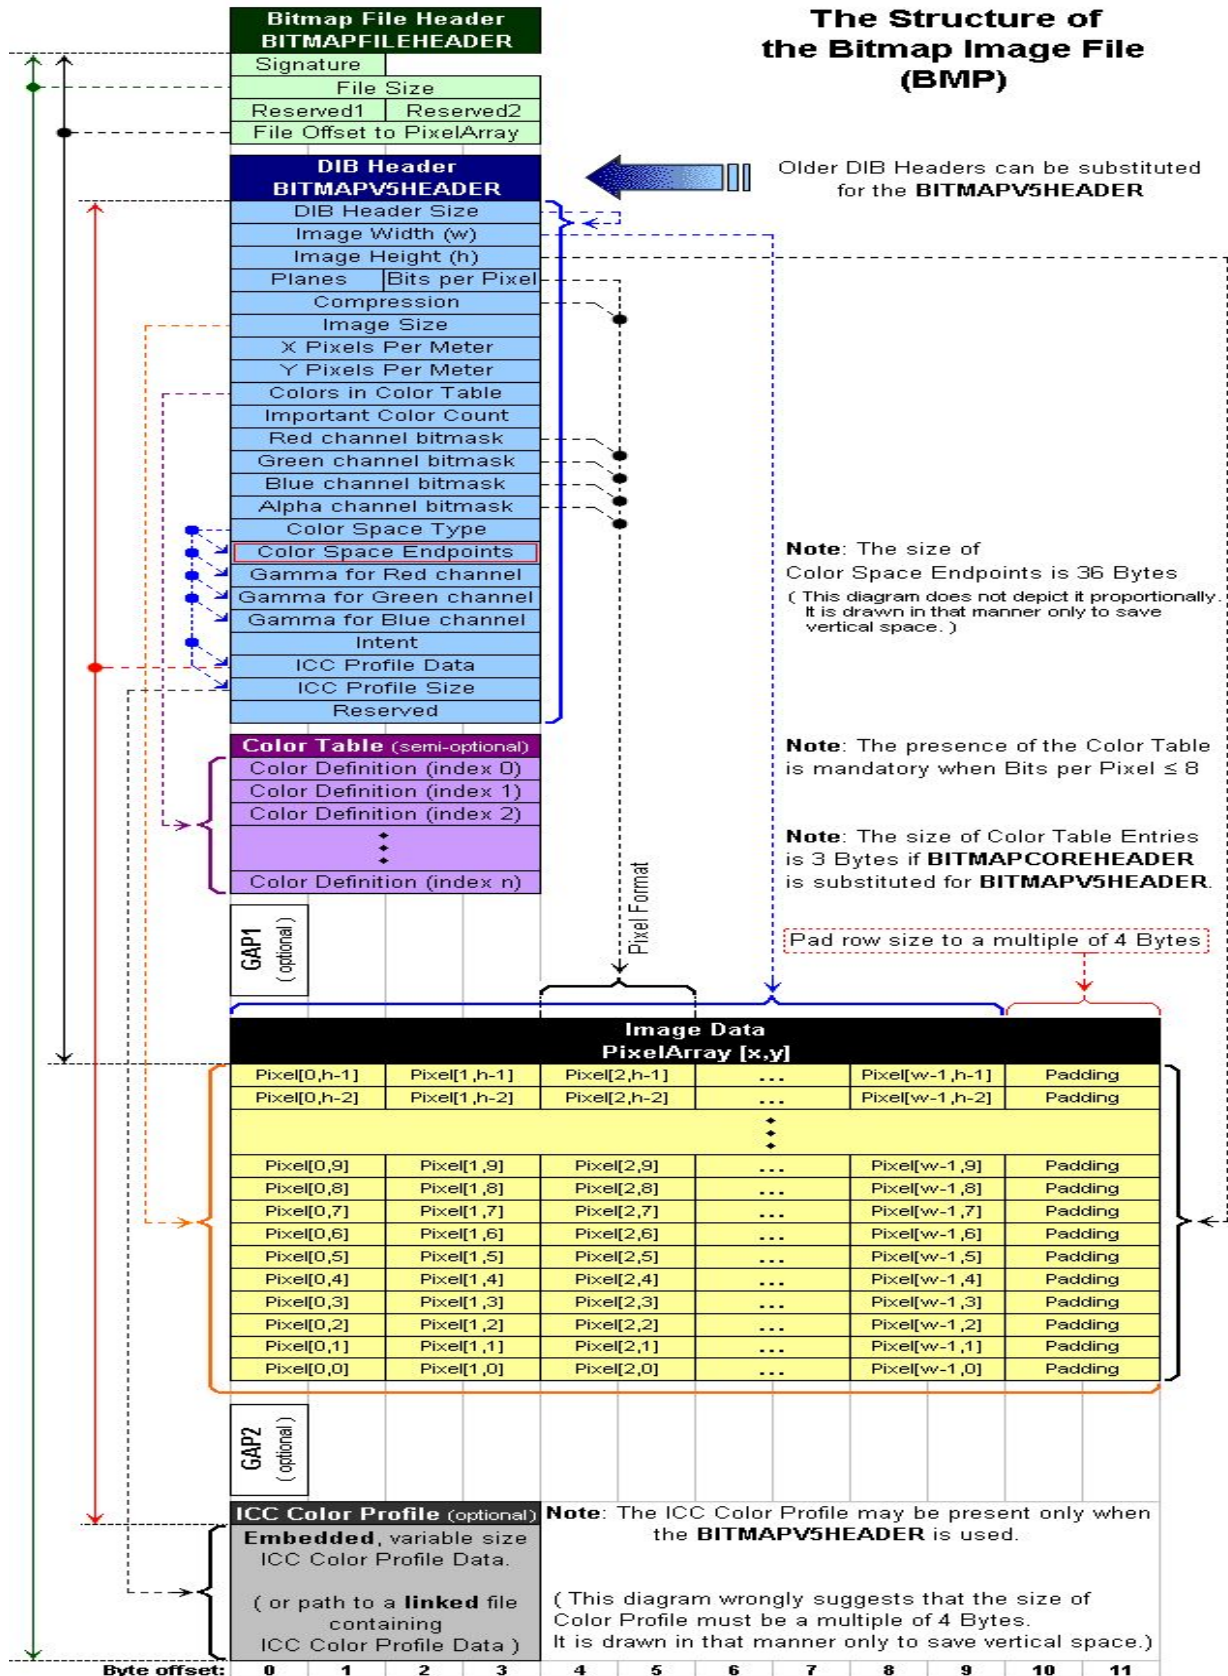 Bitmap File Header
BITMAPFILEHEADER
The Structure of
the Bitmap Image File
(BMP)
Signature
File Size
Reserved1 Reserved2
File Offset to PixelArray
DIB Header
BITMAPV5HEADER
Older DIB Headers can be substituted
for the BITMAPV5HEADER
DIB Header Size
Image Width (w)
Image Height (h)
Planes Bits per Pixel
Compression
Image Size
X Pixels Per Meter
Y Pixels Per Meter
Colors in Color Table
Important Color Count
Red channel bitmask
Green channel bitmask
Blue channel bitmask
Alpha channel bitmask
Color Space Type
Color Space Endpoints
Gamma for Red channel
Gamma for Green channel
Gamma for Blue channel
Intent
ICC Profile Data
ICC Profile Size
Reserved
Note: The size of
Color Space Endpoints is 36 Bytes
( This diagram does not depict it proportionally.
It is drawn in that manner only to save
vertical space. )
Color Table (semi-optional)
Color Definition (index 0)
Color Definition (index 1)
Color Definition (index 2)
Color Definition (index n)
Note: The presence of the Color Table
is mandatory when Bits per Pixel ≤ 8
Note: The size of Color Table Entries
is 3 Bytes if BITMAPCOREHEADER
is substituted for BITMAPV5HEADER.
GAP1
( optional )
Pixel Format
Pad row size to a multiple of 4 Bytes
Image Data
PixelArray [x,y]
Pixel[0,h-1] Pixel[1,h-1] Pixel[2,h-1] ... Pixel[w-1,h-1] Padding
Pixel[0,h-2] Pixel[1,h-2] Pixel[2,h-2] ... Pixel[w-1,h-2] Padding
Pixel[0,9] Pixel[1,9] Pixel[2,9] ... Pixel[w-1,9] Padding
Pixel[0,8] Pixel[1,8] Pixel[2,8] ... Pixel[w-1,8] Padding
Pixel[0,7] Pixel[1,7] Pixel[2,7] ... Pixel[w-1,7] Padding
Pixel[0,6] Pixel[1,6] Pixel[2,6] ... Pixel[w-1,6] Padding
Pixel[0,5] Pixel[1,5] Pixel[2,5] ... Pixel[w-1,5] Padding
Pixel[0,4] Pixel[1,4] Pixel[2,4] ... Pixel[w-1,4] Padding
Pixel[0,3] Pixel[1,3] Pixel[2,3] ... Pixel[w-1,3] Padding
Pixel[0,2] Pixel[1,2] Pixel[2,2] ... Pixel[w-1,2] Padding
Pixel[0,1] Pixel[1,1] Pixel[2,1] ... Pixel[w-1,1] Padding
Pixel[0,0] Pixel[1,0] Pixel[2,0] ... Pixel[w-1,0] Padding
GAP2
( optional )
ICC Color Profile (optional)
Embedded, variable size
ICC Color Profile Data.
( or path to a linked file
containing
ICC Color Profile Data )
Note: The ICC Color Profile may be present only when
the BITMAPV5HEADER is used.
( This diagram wrongly suggests that the size of
Color Profile must be a multiple of 4 Bytes.
It is drawn in that manner only to save vertical space.)
Byte offset: 0 1 2 3 4 5 6 7 8 9 10 11